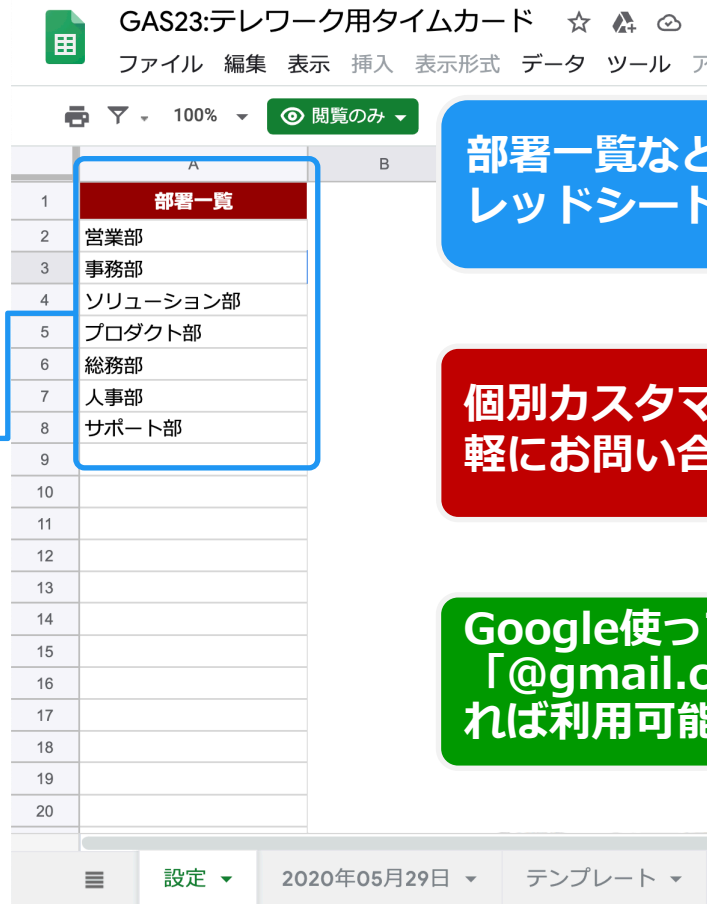 GAS23:テレワーク用タイムカード
ファイル 編集 表示 挿入 表示形式 データ ツール
100% 閲覧のみ
A B
1 部署一覧
2 営業部
3 事務部
4 ソリューション部
5 プロダクト部
6 総務部
7 人事部
8 サポート部
9
10
11
12
13
14
15
16
17
18
19
20
部署一覧など
レッドシート
個別カスタマ
軽にお問い合
Google使っ
「@gmail.c
れば利用可能
設定 2020年05月29日 テンプレート